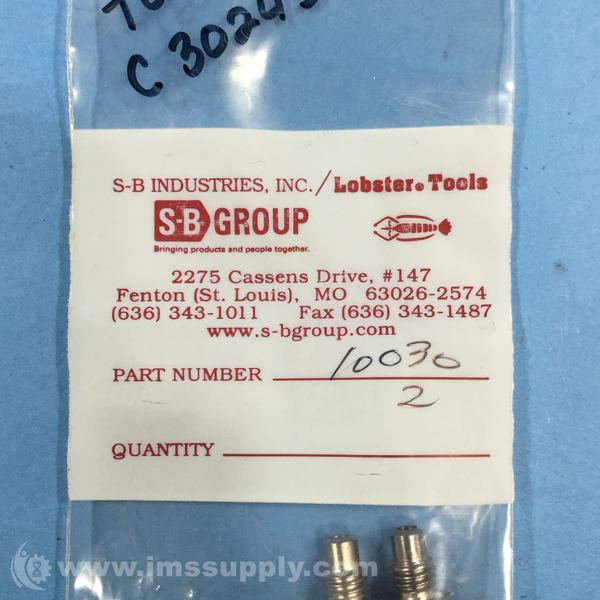 C 30243
S-B INDUSTRIES, INC. / Lobster® Tools
S-B GROUP
Bringing products and people together.
2275 Cassens Drive, #147
Fenton (St. Louis), MO 63026-2574
(636) 343-1011 Fax (636) 343-1487
www.s-bgroup.com
PART NUMBER 10030
2
QUANTITY
www.imssupply.com